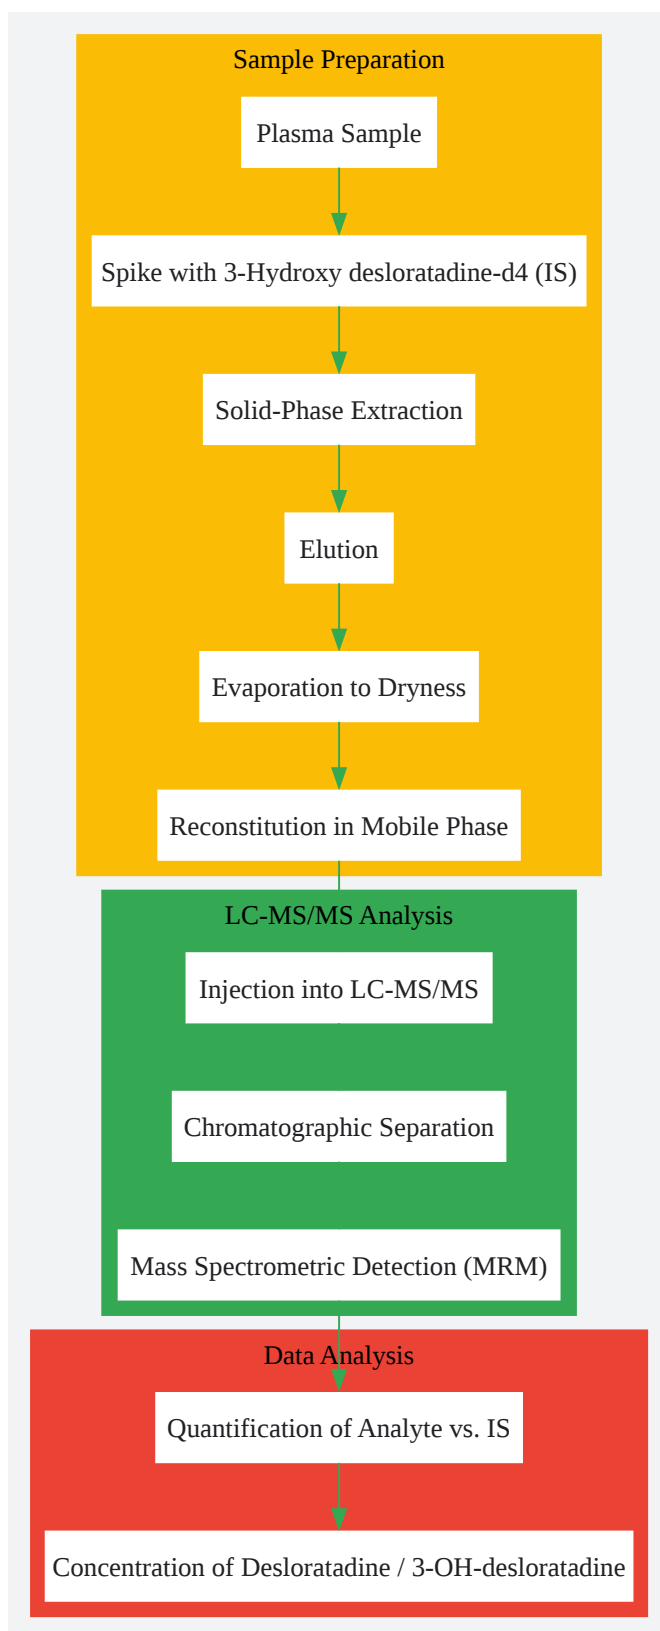 Sample Preparation
Plasma Sample
Spike with 3-Hydroxy desloratadine-d4 (IS)
Solid-Phase Extraction
Elution
Evaporation to Dryness
Reconstitution in Mobile Phase
LC-MS/MS Analysis
Injection into LC-MS/MS
Chromatographic Separation
Mass Spectrometric Detection (MRM)
Data Analysis
Quantification of Analyte vs. IS
Concentration of Desloratadine / 3-OH-desloratadine